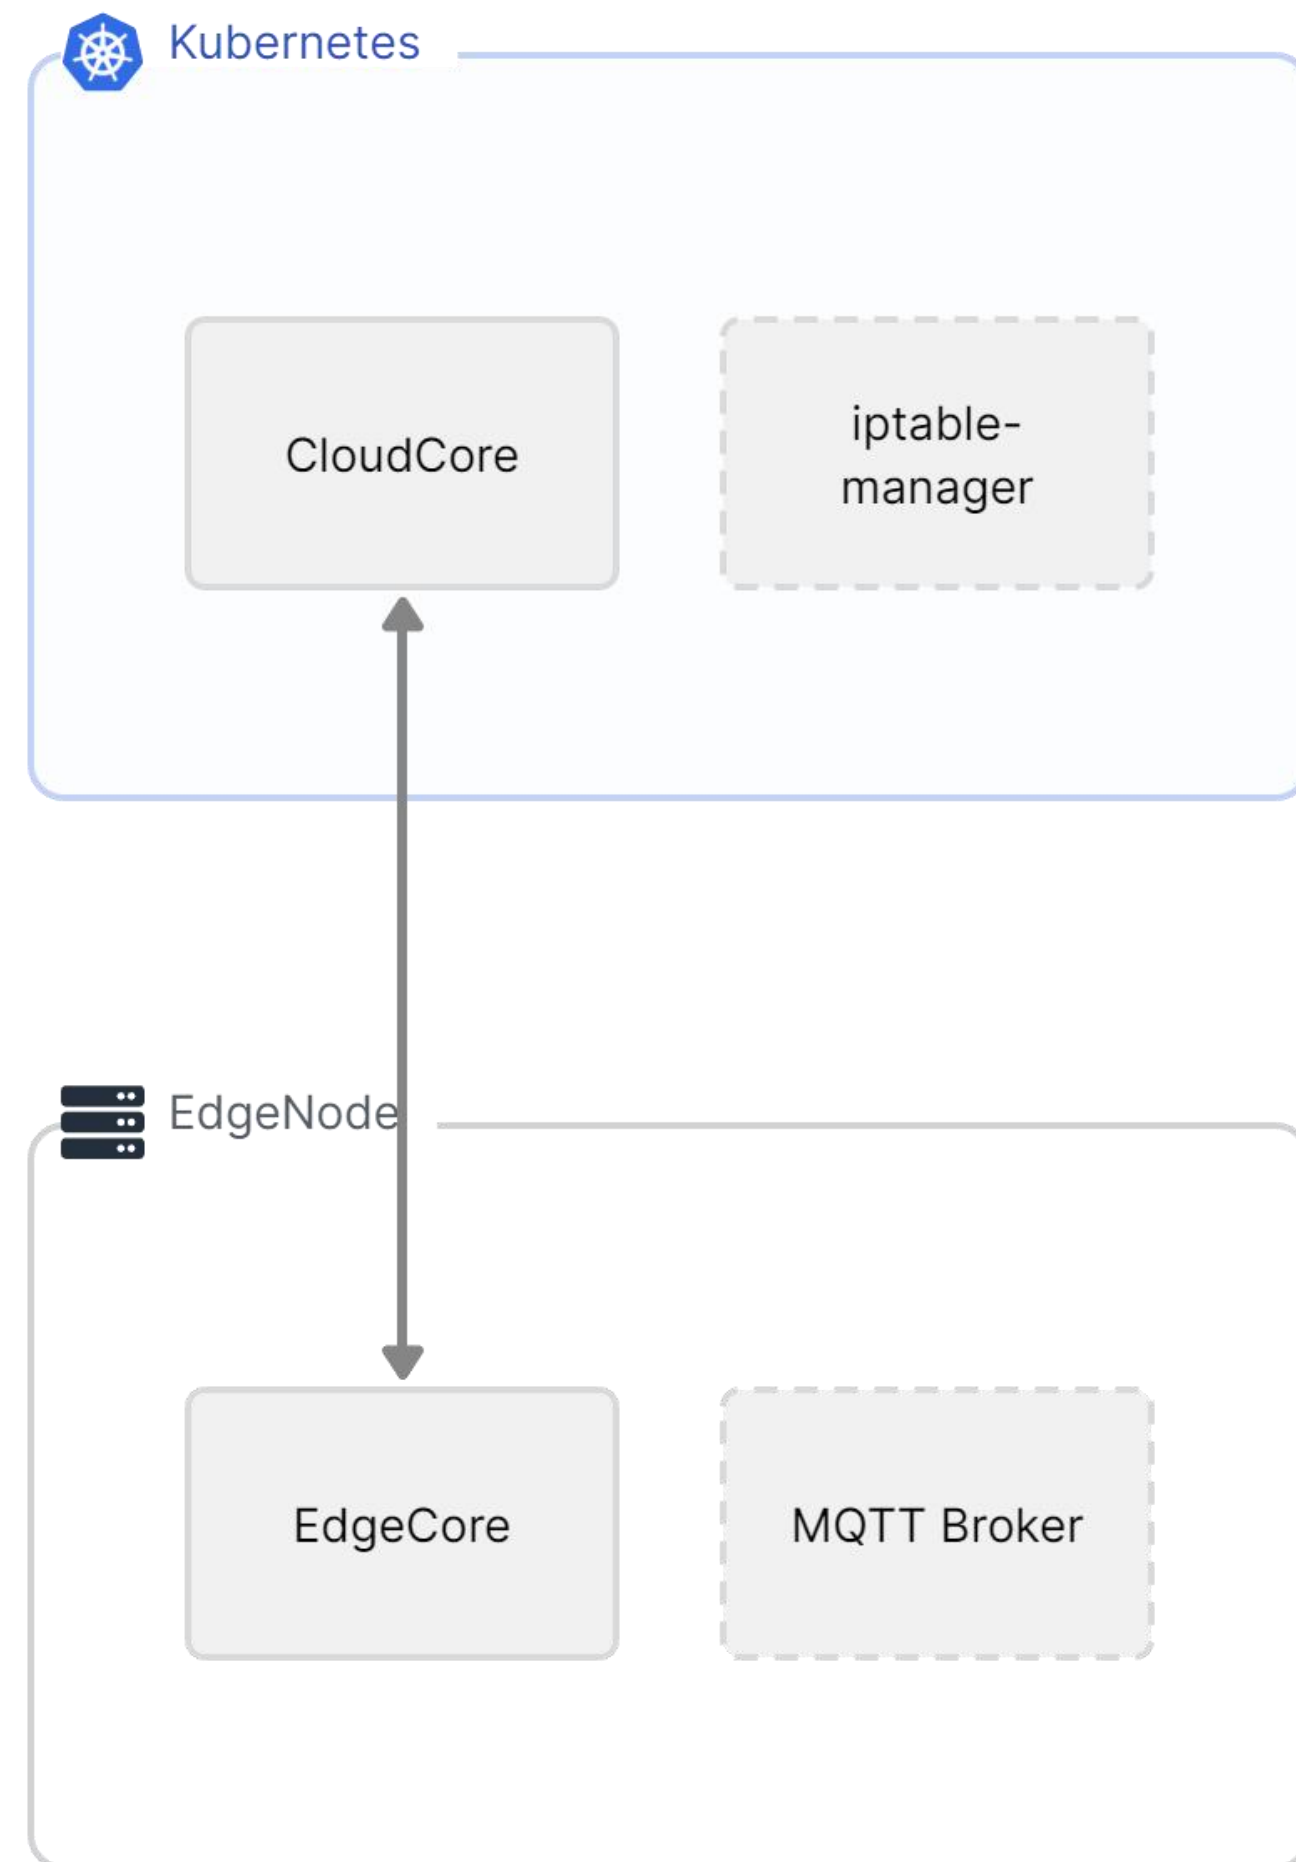 Kubernetes
CloudCore
iptable-
manager
EdgeNode
EdgeCore
MQTT Broker